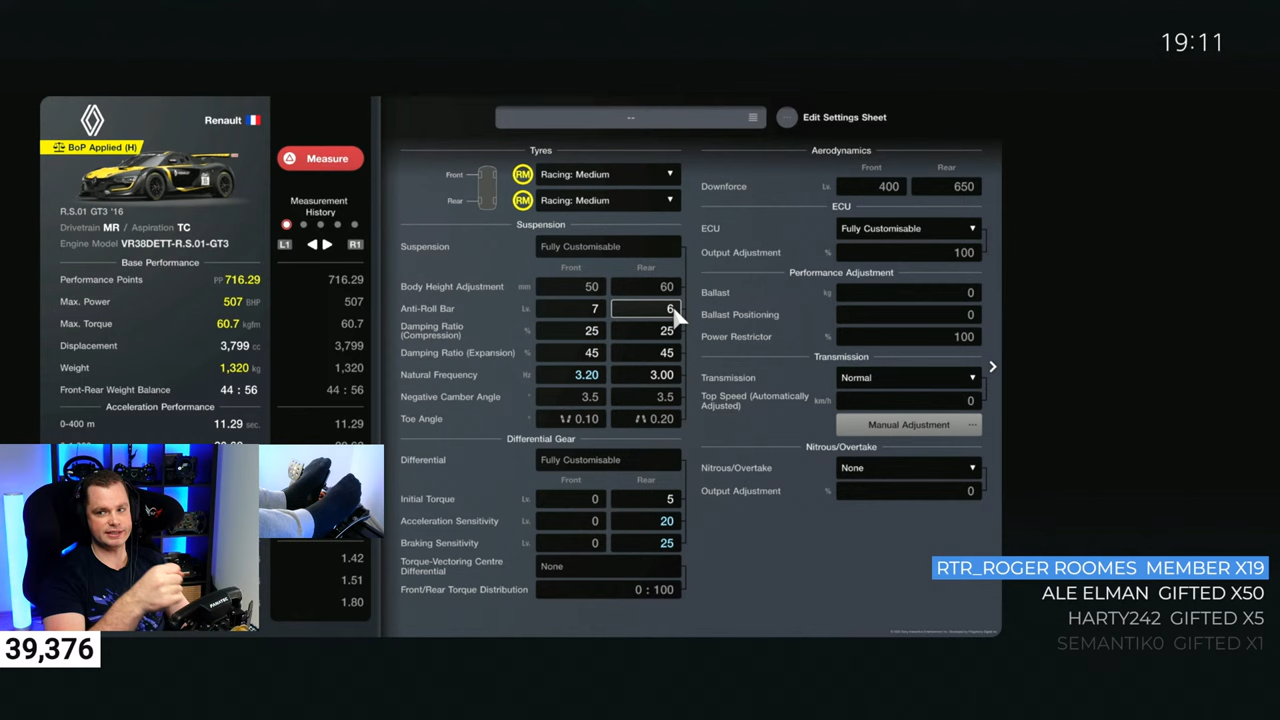 19:11
--
Edit Settings Sheet
Renault
BoP Applied (H)
R.S.01 GT3 '16
Drivetrain MR / Aspiration TC
Engine Model VR38DETT-R.S.01-GT3
Base Performance
Performance Points PP 716.29
Max. Power 507 BHP
Max. Torque 60.7 kgfm
Displacement 3,799 cc
Weight 1,320 kg
Front-Rear Weight Balance 44 : 56
Acceleration Performance
0-400 m 11.29 sec.
Measure
Measurement
History
L1 R1
716.29
507
60.7
3,799
1,320
44 : 56
11.29
1.42
1.51
1.80
Tyres
Front RM Racing: Medium
Rear RM Racing: Medium
Suspension
Suspension Fully Customisable
Front Rear
Body Height Adjustment mm 50 60
Anti-Roll Bar Lv. 7 6
Damping Ratio
(Compression) % 25 25
Damping Ratio (Expansion) % 45 45
Natural Frequency Hz 3.20 3.00
Negative Camber Angle ° 3.5 3.5
Toe Angle ° 0.10 0.20
Differential Gear
Differential Fully Customisable
Front Rear
Initial Torque Lv. 0 5
Acceleration Sensitivity Lv. 0 20
Braking Sensitivity Lv. 0 25
Torque-Vectoring Centre
Differential None
Front/Rear Torque Distribution 0 : 100
Aerodynamics
Front Rear
Downforce Lv. 400 650
ECU
ECU Fully Customisable
Output Adjustment % 100
Performance Adjustment
Ballast kg 0
Ballast Positioning 0
Power Restrictor % 100
Transmission
Transmission Normal
Top Speed (Automatically
Adjusted) km/h 0
Manual Adjustment
Nitrous/Overtake
Nitrous/Overtake None
Output Adjustment % 0
FANATEC
39,376
RTR_ROGER ROOMES MEMBER X19
ALE ELMAN GIFTED X50
HARTY242 GIFTED X5
SEMANTIK0 GIFTED X1